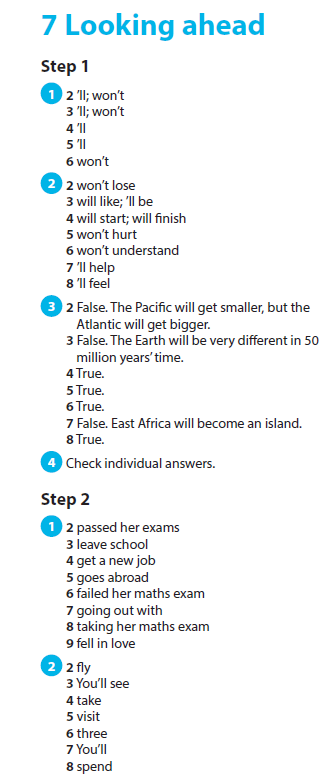 7 Looking ahead
Step 1
1 2 'll; won't
3 'll; won't
4 'll
5 'll
6 won't
2 2 won't lose
3 will like; 'll be
4 will start; will finish
5 won't hurt
6 won't understand
7 'll help
8 'll feel
3 2 False. The Pacific will get smaller, but the
Atlantic will get bigger.
3 False. The Earth will be very different in 50
million years' time.
4 True.
5 True.
6 True.
7 False. East Africa will become an island.
8 True.
4 Check individual answers.
Step 2
1 2 passed her exams
3 leave school
4 get a new job
5 goes abroad
6 failed her maths exam
7 going out with
8 taking her maths exam
9 fell in love
2 2 fly
3 You'll see
4 take
5 visit
6 three
7 You'll
8 spend